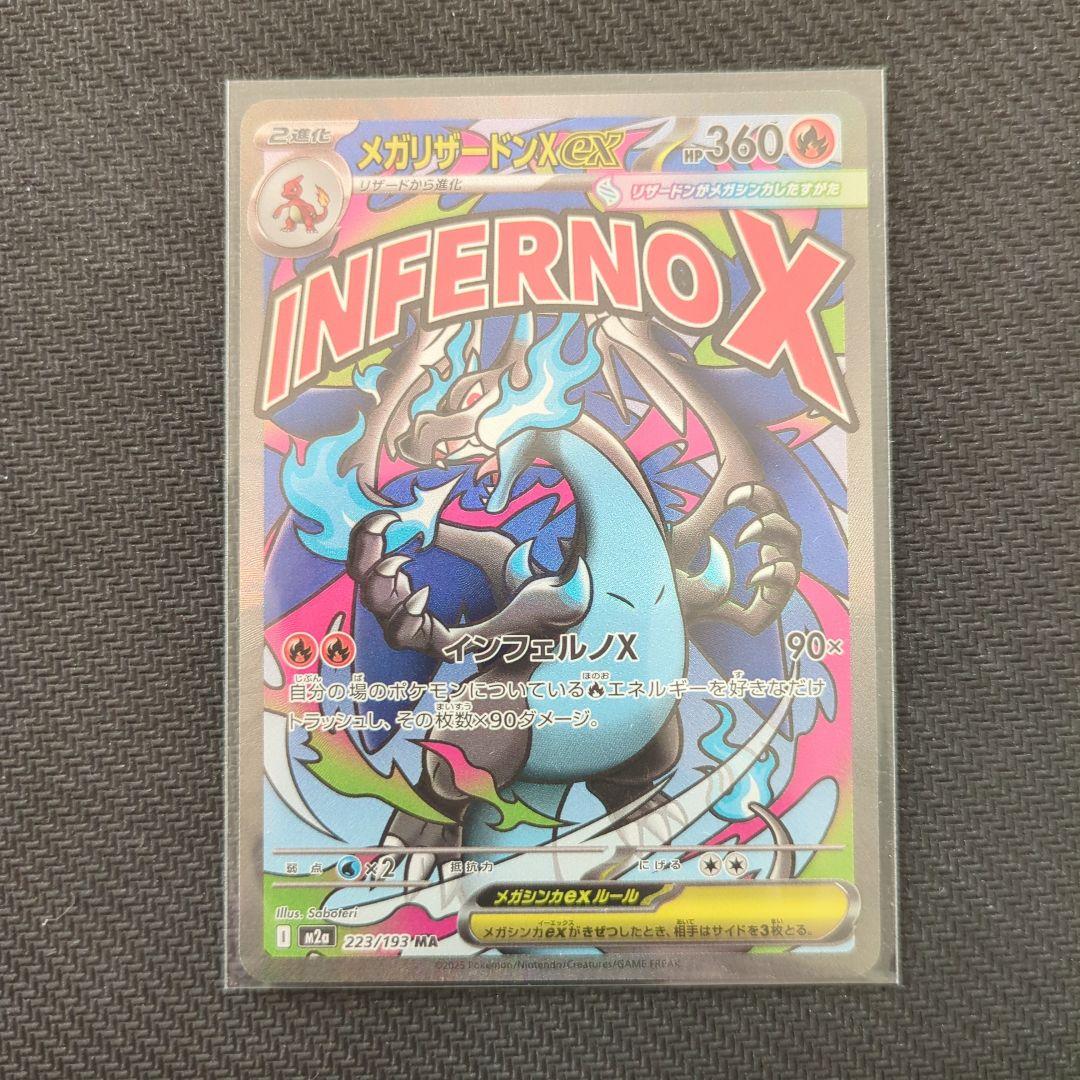 2進化
メガリザードンXex
HP360
リザードから進化
リザードンがメガシンカしたすがた
INFERNO X
インフェルノX 90×
自分の場のポケモンについているエネルギーを好きなだけ
トラッシュし、その枚数×90ダメージ。
弱点 ×2 抵抗力 にげる
メガシンカexルール
メガシンカexがきぜつしたとき、相手はサイドを3枚とる。
Illus. Saboteri
I M2a 223/193 MA
©2025 Pokémon/Nintendo/Creatures/GAME FREAK